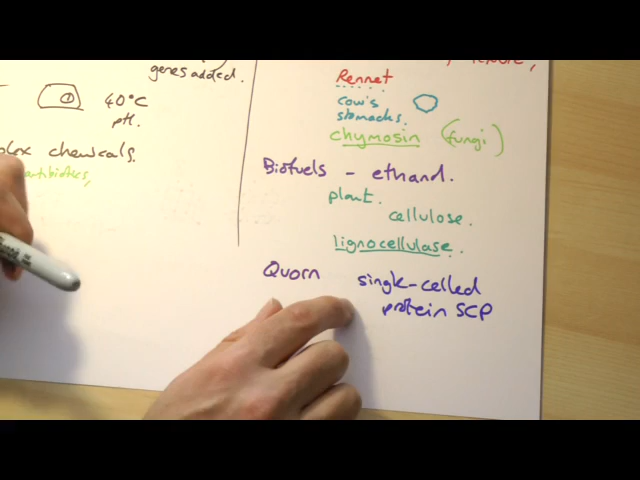 genes added.
40°C
pH.
plex chemicals.
antibiotics,
texture,
Rennet
cow's
stomachs.
chymosin (fungi)
Biofuels - ethanol.
plant.
cellulose.
lignocellulase.
Quorn single-celled
protein SCP